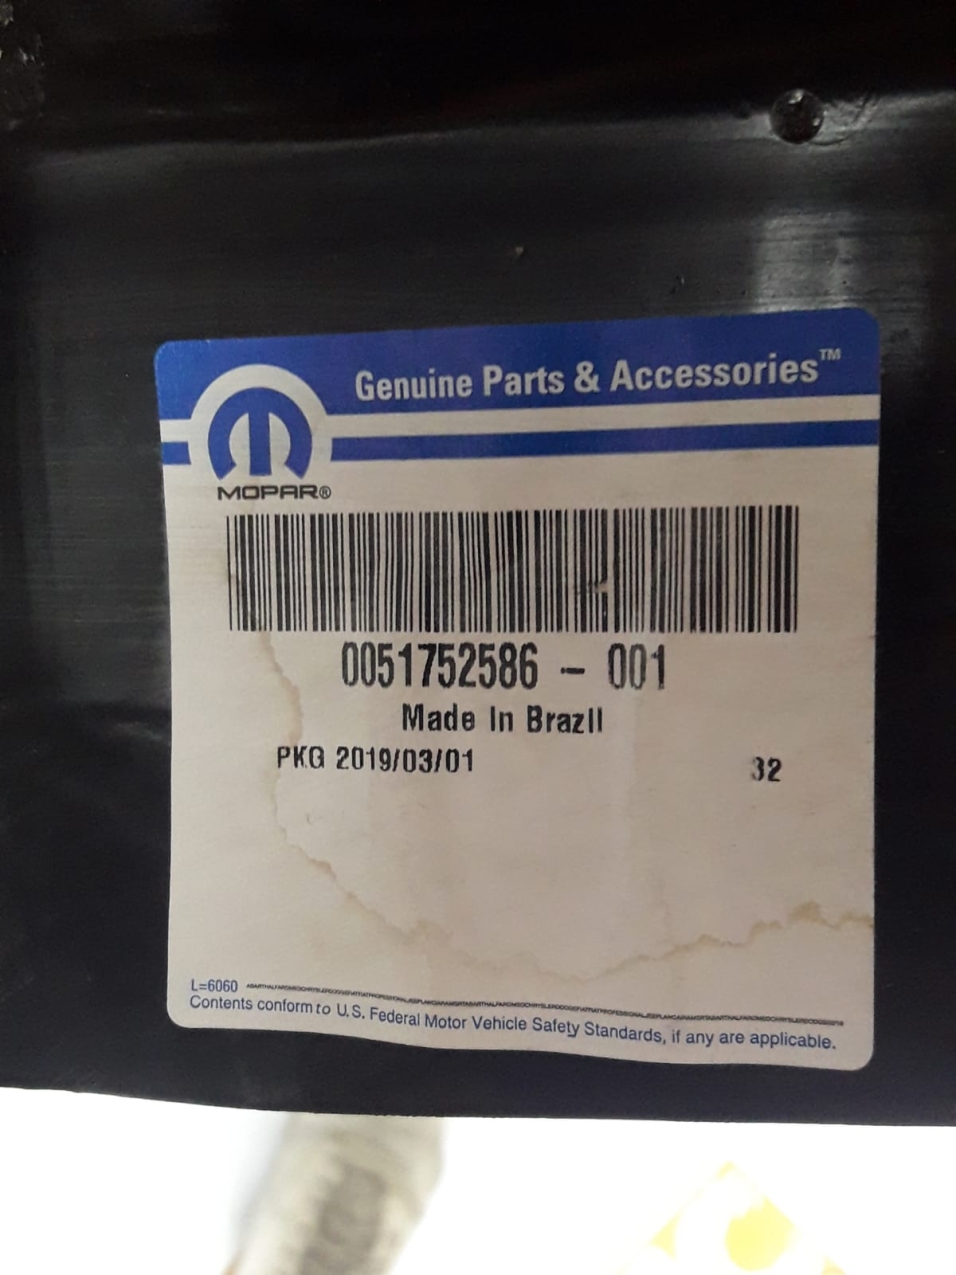 Genuine Parts & Accessories™
MOPAR®
0051752586 - 001
Made In Brazil
PKG 2019/03/01 32
L=6060
Contents conform to U.S. Federal Motor Vehicle Safety Standards, if any are applicable.